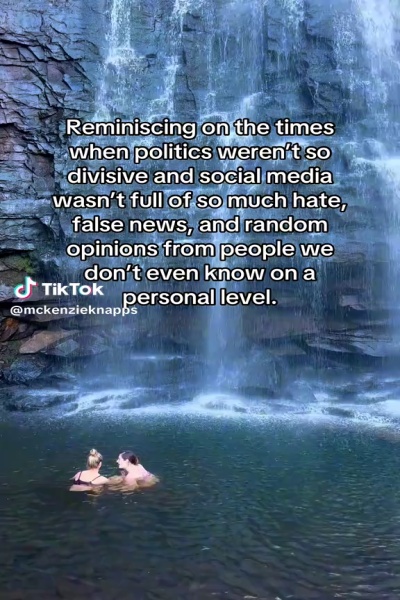 Reminiscing on the times
when politics weren't so
divisive and social media
wasn't full of so much hate,
false news, and random
opinions from people we
don't even know on a
personal level.
TikTok
@mckenzieknapps